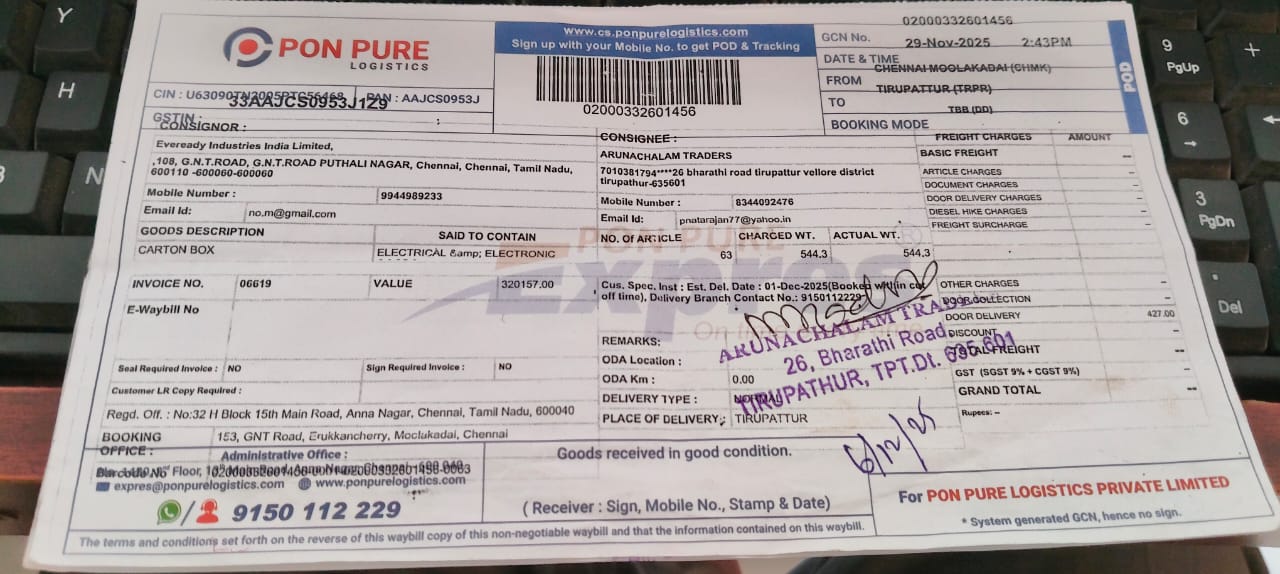 PON PURE
LOGISTICS
www.cs.ponpurelogistics.com
Sign up with your Mobile No. to get POD & Tracking
02000332601456
02000332601456
GCN No.
29-Nov-2025 2:43PM
DATE & TIME
CHENNAI MOOLAKADAI (CHMK)
FROM
TIRUPATTUR (TRPR)
TO
TBB (DD)
BOOKING MODE
POD
CIN : PAN : AAJCS0953J
33AAJCS0953J1Z9
GSTIN :
CONSIGNOR :
Eveready Industries India Limited,
,108, G.N.T.ROAD, G.N.T.ROAD PUTHALI NAGAR, Chennai, Chennai, Tamil Nadu,
600110 -600060-600060
Mobile Number : 9944989233
Email Id: no.m@gmail.com
CONSIGNEE :
ARUNACHALAM TRADERS
7010381794****26 bharathi road tirupattur vellore district
tirupathur-635601
Mobile Number : 8344092476
Email Id: pnatarajan77@yahoo.in
FREIGHT CHARGES AMOUNT
BASIC FREIGHT --
ARTICLE CHARGES --
DOCUMENT CHARGES --
DOOR DELIVERY CHARGES --
DIESEL HIKE CHARGES --
FREIGHT SURCHARGE --
GOODS DESCRIPTION SAID TO CONTAIN
CARTON BOX ELECTRICAL &amp; ELECTRONIC
NO. OF ARTICLE CHARGED WT. ACTUAL WT.
63 544.3 544.3
PON PURE
Express
INVOICE NO. 06619 VALUE 320157.00
E-Waybill No
Cus. Spec. Inst : Est. Del. Date : 01-Dec-2025(Booked within cut
off time), Delivery Branch Contact No.: 9150112229
OTHER CHARGES --
DOOR COLLECTION --
DOOR DELIVERY 427.00
DISCOUNT --
TOTAL FREIGHT --
GST (SGST 9% + CGST 9%) --
GRAND TOTAL --
Rupees: --
REMARKS:
ODA Location :
ODA Km : 0.00
DELIVERY TYPE : NORMAL
PLACE OF DELIVERY : TIRUPATTUR
ARUNACHALAM TRADERS
26, Bharathi Road
TIRUPATHUR, TPT.Dt. 635 601
6/12/25
Seal Required Invoice : NO Sign Required Invoice : NO
Customer LR Copy Required :
Regd. Off. : No:32 H Block 15th Main Road, Anna Nagar, Chennai, Tamil Nadu, 600040
BOOKING
OFFICE : 153, GNT Road, Erukkancherry, Moolukadai, Chennai
Administrative Office :
Barcode No
expres@ponpurelogistics.com www.ponpurelogistics.com
9150 112 229
Goods received in good condition.
( Receiver : Sign, Mobile No., Stamp & Date)
For PON PURE LOGISTICS PRIVATE LIMITED
* System generated GCN, hence no sign.
The terms and conditions set forth on the reverse of this waybill copy of this non-negotiable waybill and that the information contained on this waybill.
Y
H
N
9
PgUp
+
6
3
PgDn
.
Del